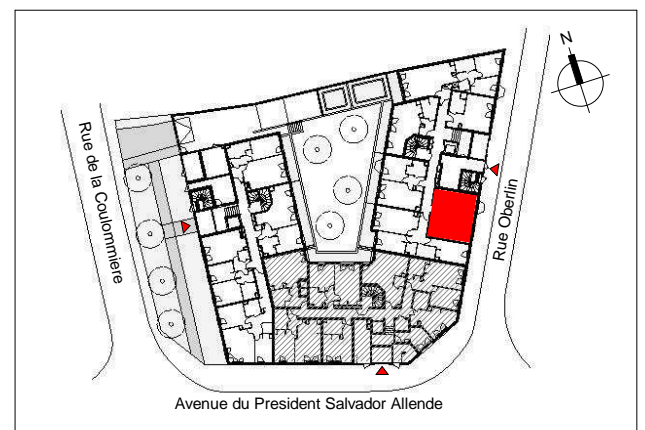 N
Rue de la Coulommiere
Rue Oberlin
Avenue du President Salvador Allende